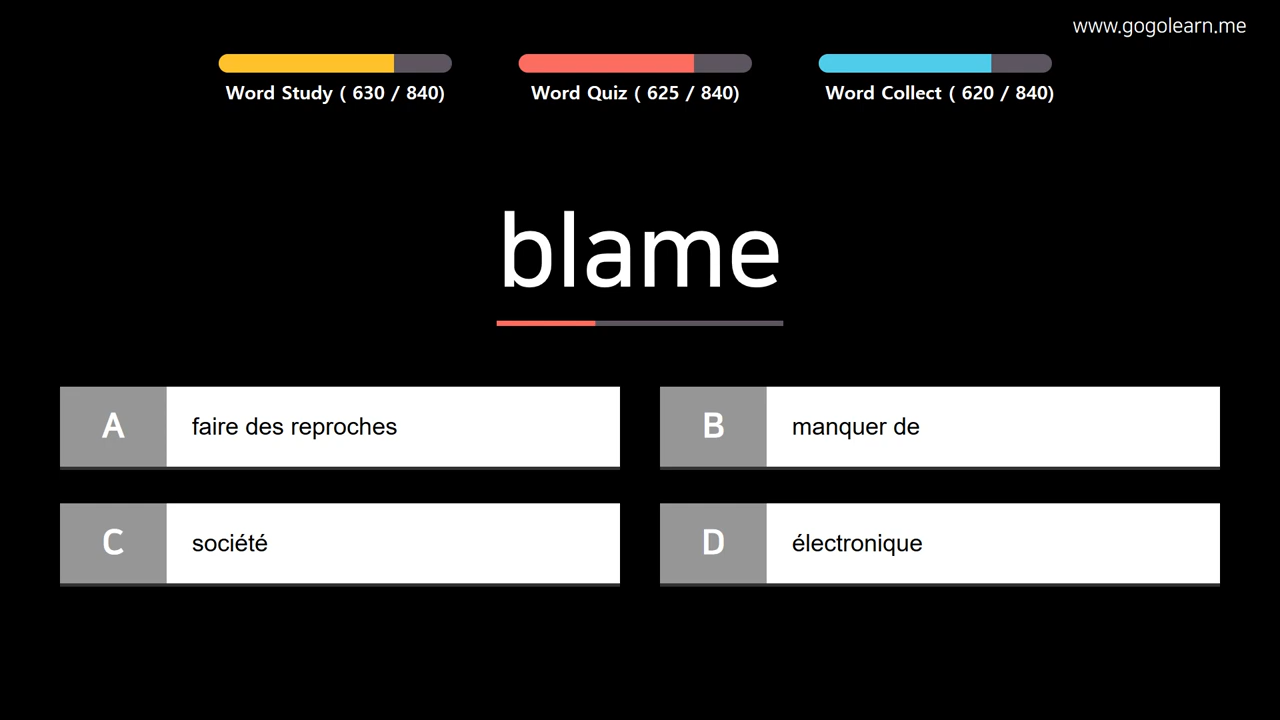 www.gogolearn.me
Word Study ( 630 / 840)
Word Quiz ( 625 / 840)
Word Collect ( 620 / 840)
blame
A faire des reproches
B manquer de
C société
D électronique